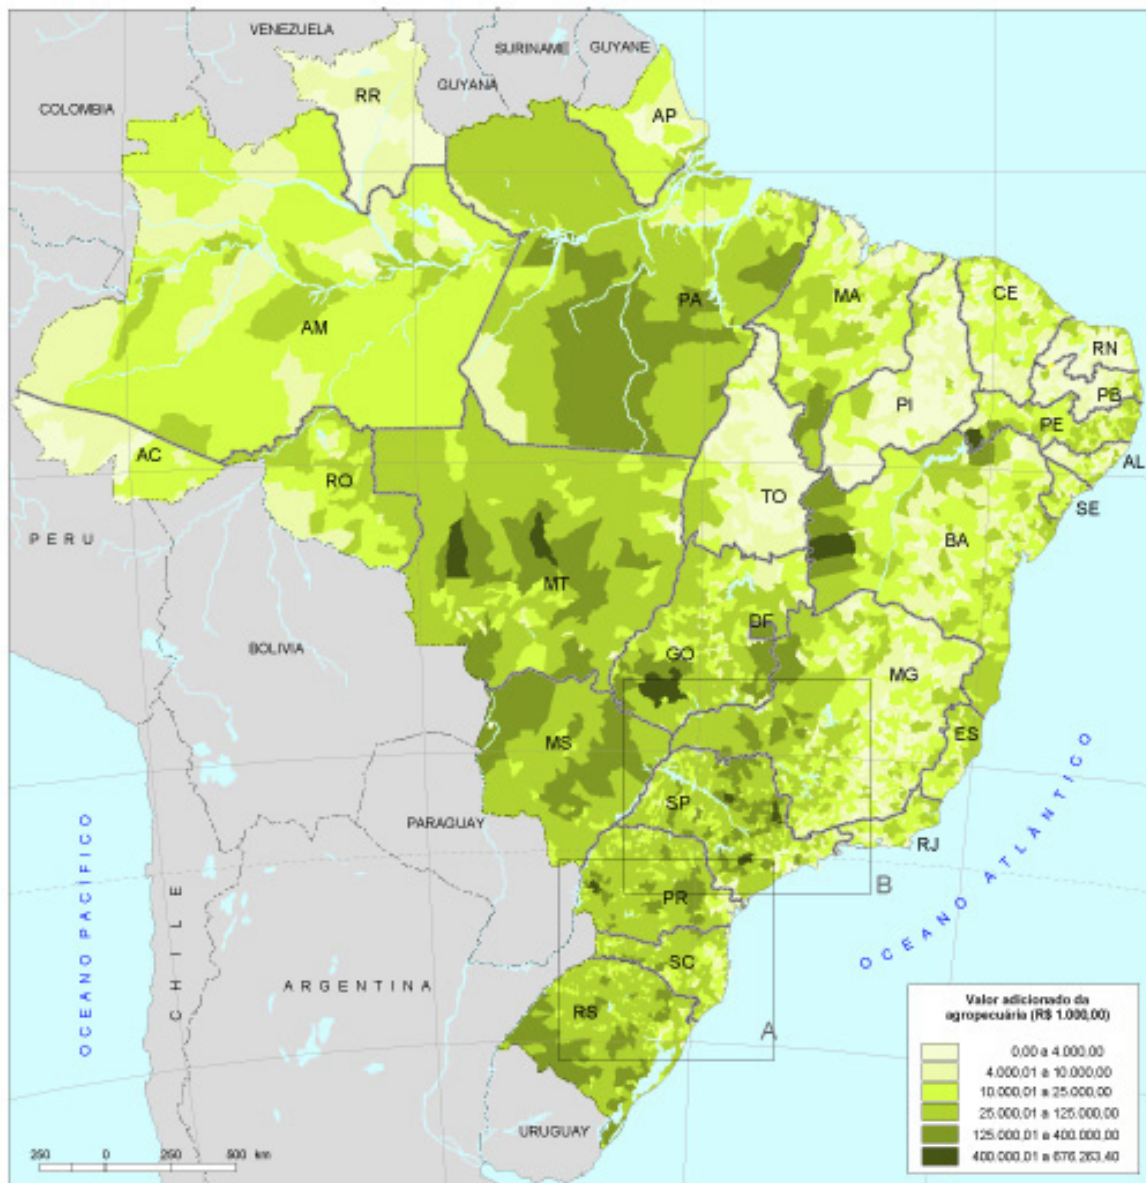 VENEZUELA
SURINAME
GUYANE
GUYANA
COLOMBIA
RR
AP
AM
PA
MA
CE
RN
PB
PI
PE
AL
AC
RO
TO
SE
BA
PERU
MT
DF
BOLIVIA
GO
MG
MS
ES
SP
PARAGUAY
RJ
B
PR
OCEANO PACÍFICO
CHILE
OCEANO ATLÂNTICO
SC
ARGENTINA
RS
A
URUGUAY
Valor adicionado da
agropecuária (R$ 1.000,00)
0,00 a 4.000,00
4.000,01 a 10.000,00
10.000,01 a 25.000,00
25.000,01 a 125.000,00
125.000,01 a 400.000,00
400.000,01 a 676.263,40
250 0 250 500 km